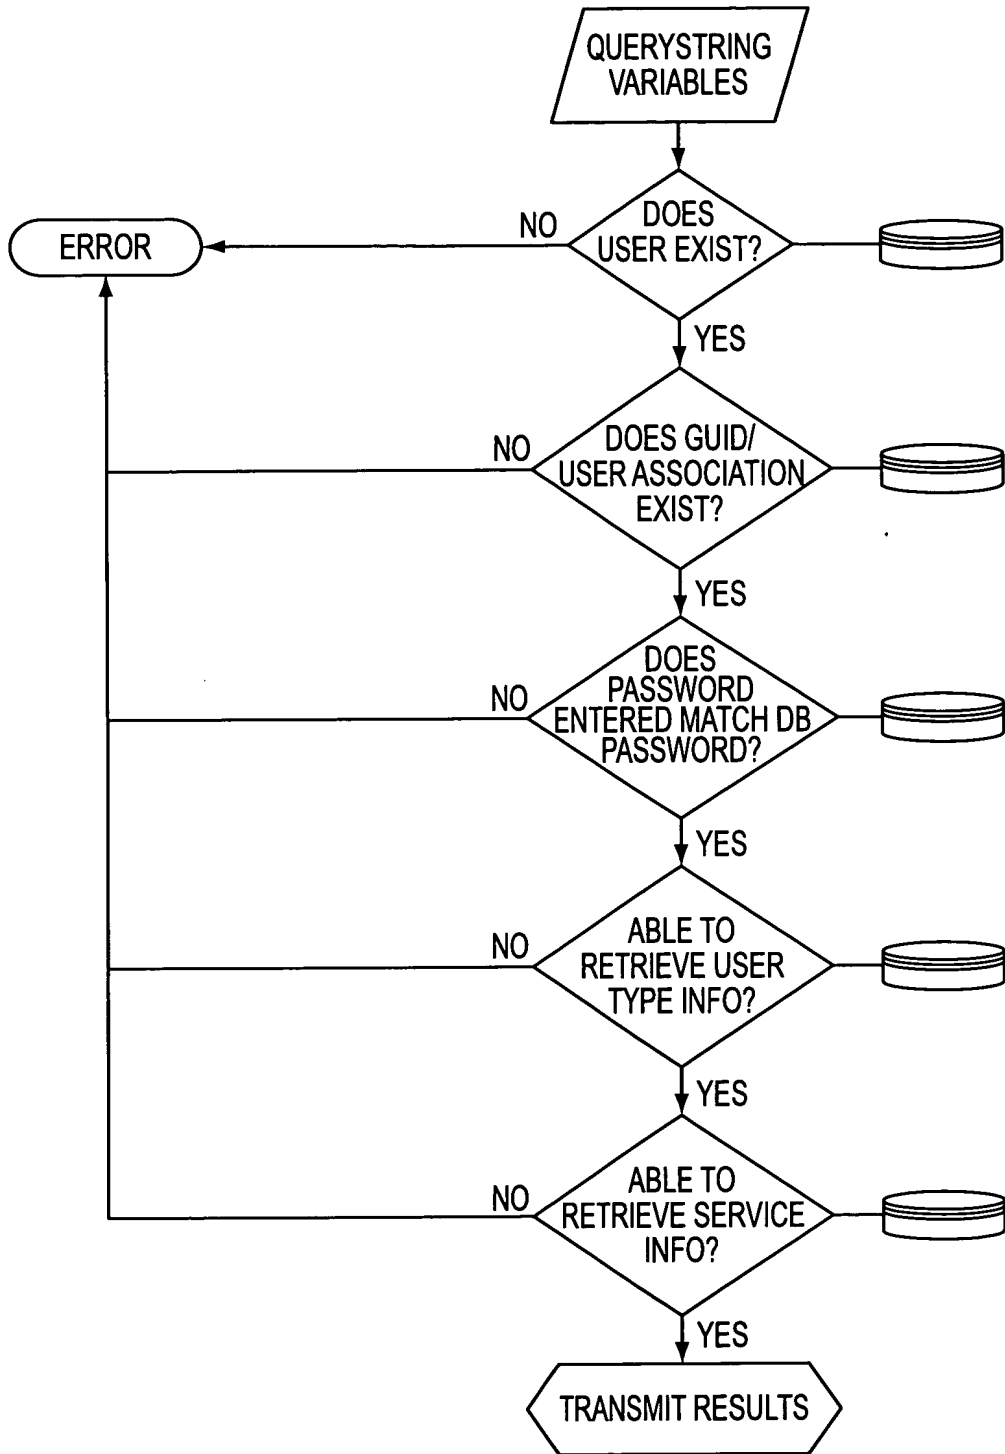 QUERYSTRING
VARIABLES
NO
DOES
USER EXIST?
ERROR
YES
NO
DOES GUID/
USER ASSOCIATION
EXIST?
YES
NO
DOES
PASSWORD
ENTERED MATCH DB
PASSWORD?
YES
NO
ABLE TO
RETRIEVE USER
TYPE INFO?
YES
NO
ABLE TO
RETRIEVE SERVICE
INFO?
YES
TRANSMIT RESULTS